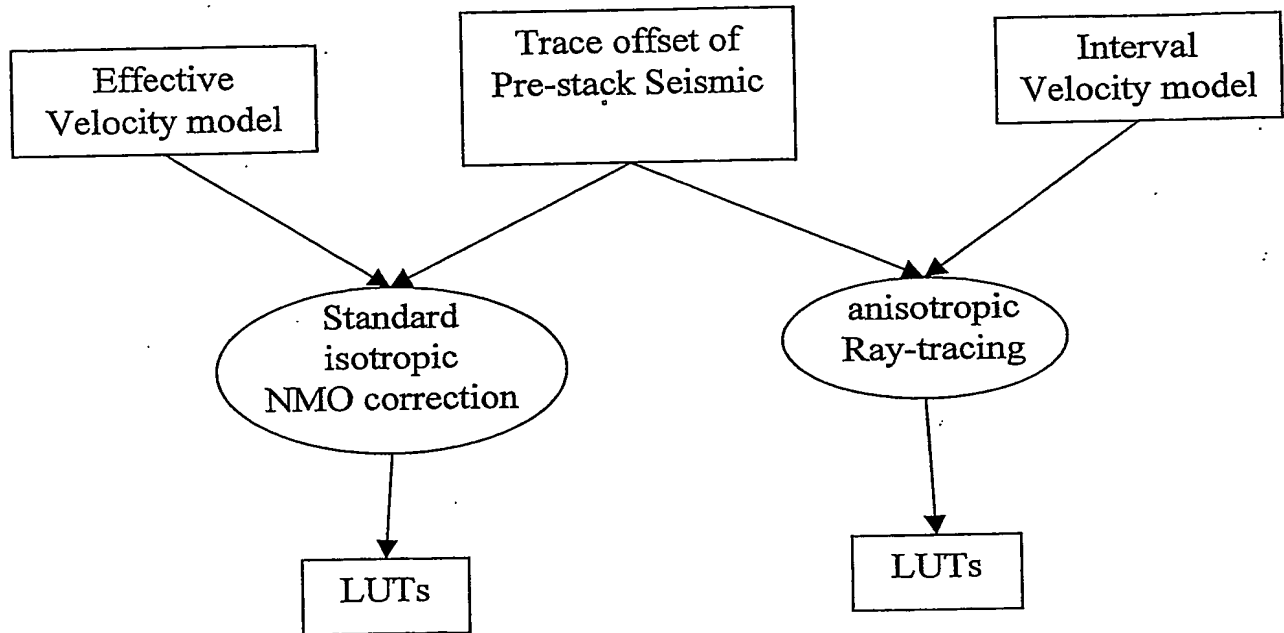 Effective
Velocity model
Trace offset of
Pre-stack Seismic
Interval
Velocity model
Standard
isotropic
NMO correction
anisotropic
Ray-tracing
LUTs
LUTs